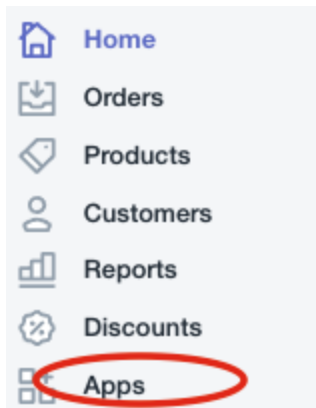 Home
Orders
Products
Customers
Reports
Discounts
Apps